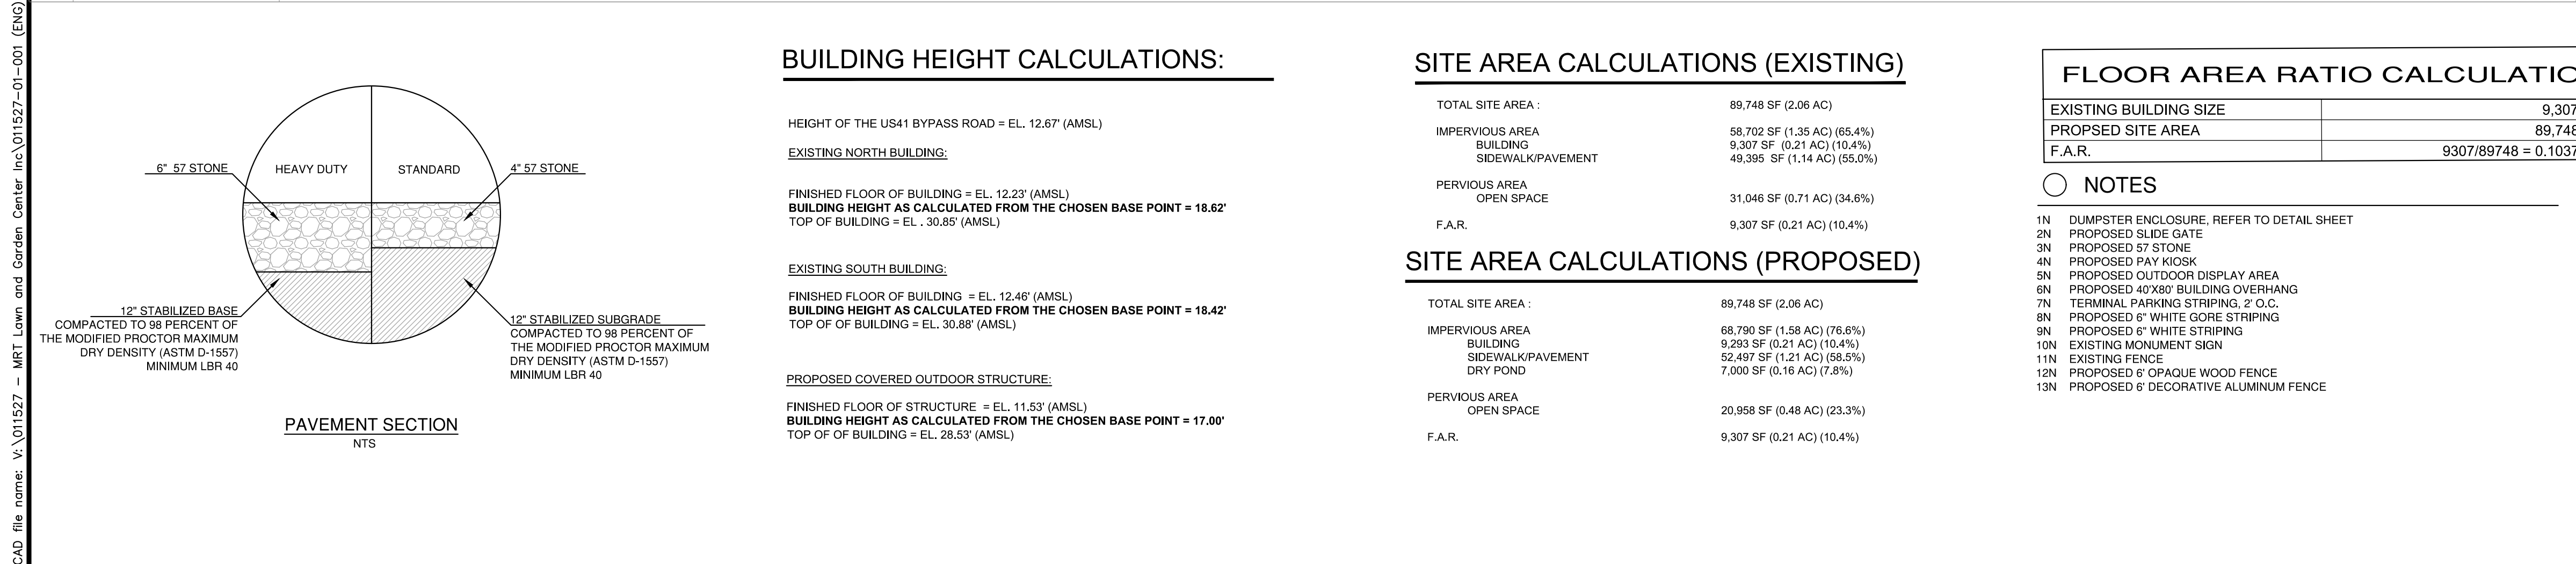 CAD file name: V:\011527 - MRT Lawn and Garden Center Inc\011527-01-001 (ENG)
6" 57 STONE
HEAVY DUTY
STANDARD
4" 57 STONE
12" STABILIZED BASE
COMPACTED TO 98 PERCENT OF
THE MODIFIED PROCTOR MAXIMUM
DRY DENSITY (ASTM D-1557)
MINIMUM LBR 40
12" STABILIZED SUBGRADE
COMPACTED TO 98 PERCENT OF
THE MODIFIED PROCTOR MAXIMUM
DRY DENSITY (ASTM D-1557)
MINIMUM LBR 40
PAVEMENT SECTION
NTS
BUILDING HEIGHT CALCULATIONS:
HEIGHT OF THE US41 BYPASS ROAD = EL. 12.67' (AMSL)
EXISTING NORTH BUILDING:
FINISHED FLOOR OF BUILDING = EL. 12.23' (AMSL)
BUILDING HEIGHT AS CALCULATED FROM THE CHOSEN BASE POINT = 18.62'
TOP OF BUILDING = EL . 30.85' (AMSL)
EXISTING SOUTH BUILDING:
FINISHED FLOOR OF BUILDING = EL. 12.46' (AMSL)
BUILDING HEIGHT AS CALCULATED FROM THE CHOSEN BASE POINT = 18.42'
TOP OF OF BUILDING = EL. 30.88' (AMSL)
PROPOSED COVERED OUTDOOR STRUCTURE:
FINISHED FLOOR OF STRUCTURE = EL. 11.53' (AMSL)
BUILDING HEIGHT AS CALCULATED FROM THE CHOSEN BASE POINT = 17.00'
TOP OF OF BUILDING = EL. 28.53' (AMSL)
SITE AREA CALCULATIONS (EXISTING)
TOTAL SITE AREA : 89,748 SF (2.06 AC)
IMPERVIOUS AREA 58,702 SF (1.35 AC) (65.4%)
BUILDING 9,307 SF (0.21 AC) (10.4%)
SIDEWALK/PAVEMENT 49,395 SF (1.14 AC) (55.0%)
PERVIOUS AREA
OPEN SPACE 31,046 SF (0.71 AC) (34.6%)
F.A.R. 9,307 SF (0.21 AC) (10.4%)
SITE AREA CALCULATIONS (PROPOSED)
TOTAL SITE AREA : 89,748 SF (2.06 AC)
IMPERVIOUS AREA 68,790 SF (1.58 AC) (76.6%)
BUILDING 9,293 SF (0.21 AC) (10.4%)
SIDEWALK/PAVEMENT 52,497 SF (1.21 AC) (58.5%)
DRY POND 7,000 SF (0.16 AC) (7.8%)
PERVIOUS AREA
OPEN SPACE 20,958 SF (0.48 AC) (23.3%)
F.A.R. 9,307 SF (0.21 AC) (10.4%)
FLOOR AREA RATIO CALCULATIO
EXISTING BUILDING SIZE 9,307
PROPSED SITE AREA 89,748
F.A.R. 9307/89748 = 0.1037
NOTES
1N DUMPSTER ENCLOSURE, REFER TO DETAIL SHEET
2N PROPOSED SLIDE GATE
3N PROPOSED 57 STONE
4N PROPOSED PAY KIOSK
5N PROPOSED OUTDOOR DISPLAY AREA
6N PROPOSED 40'X80' BUILDING OVERHANG
7N TERMINAL PARKING STRIPING, 2' O.C.
8N PROPOSED 6" WHITE GORE STRIPING
9N PROPOSED 6" WHITE STRIPING
10N EXISTING MONUMENT SIGN
11N EXISTING FENCE
12N PROPOSED 6' OPAQUE WOOD FENCE
13N PROPOSED 6' DECORATIVE ALUMINUM FENCE